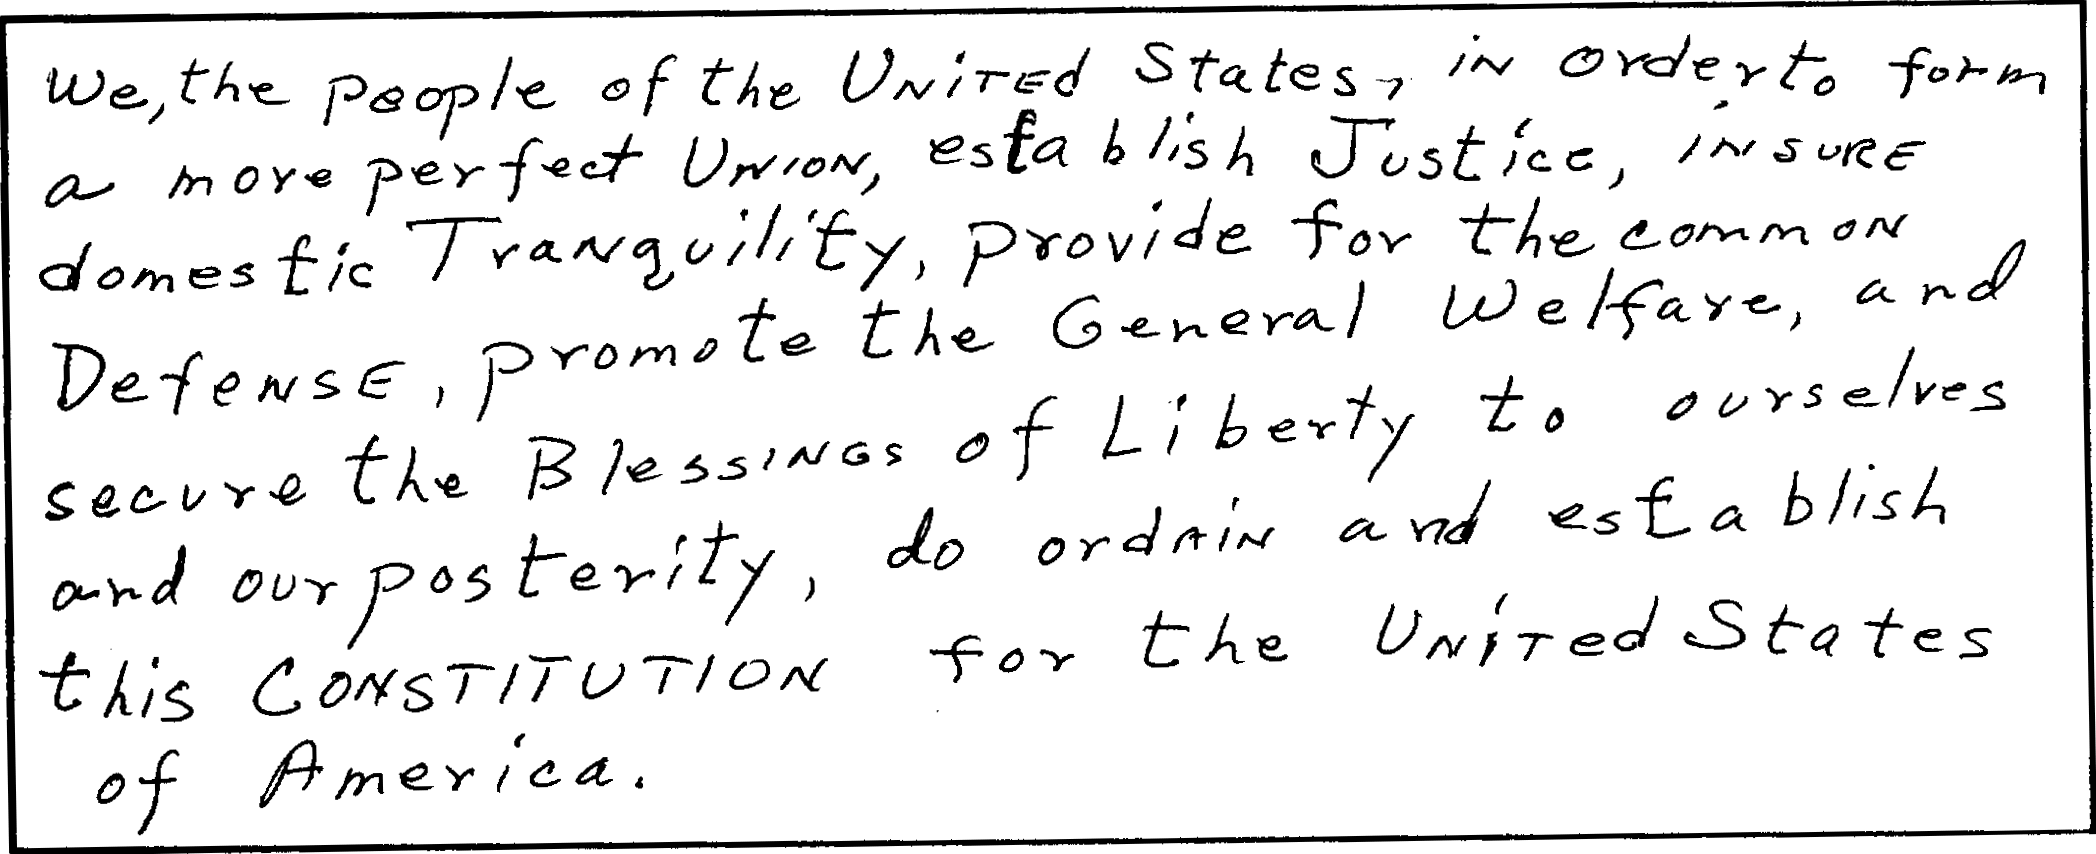 We, the people of the United States, in order to form
a more perfect Union, establish Justice, insure
domestic Tranquility, provide for the common
Defense, promote the General Welfare, and
secure the Blessings of Liberty to ourselves
and our posterity, do ordain and establish
this CONSTITUTION for the United States
of America.